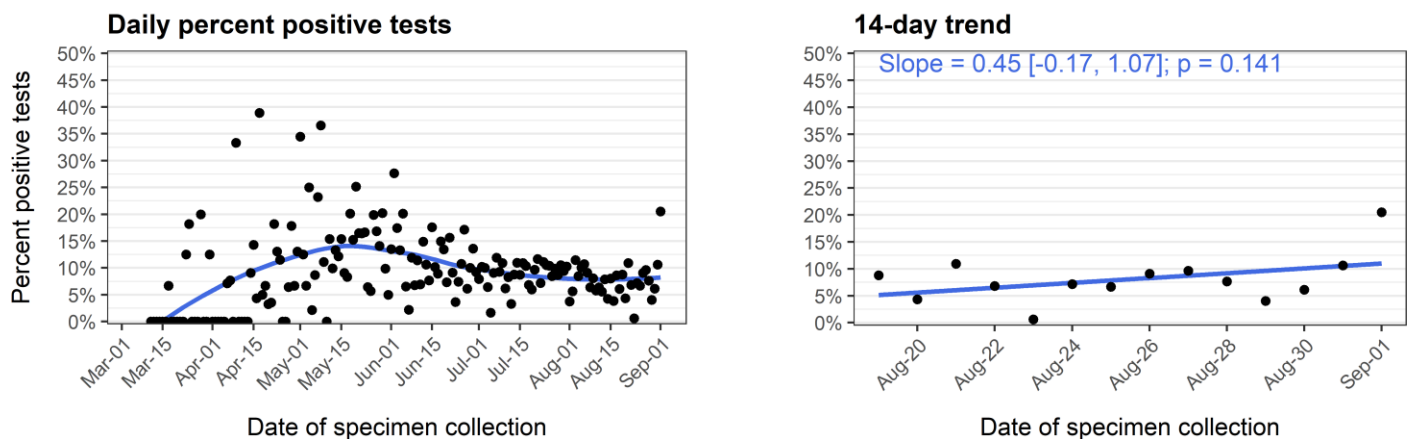 Daily percent positive tests
Percent positive tests
50%
45%
40%
35%
30%
25%
20%
15%
10%
5%
0%
Mar-01
Mar-15
Apr-01
Apr-15
May-01
May-15
Jun-01
Jun-15
Jul-01
Jul-15
Aug-01
Aug-15
Sep-01
Date of specimen collection
14-day trend
Slope = 0.45 [-0.17, 1.07]; p = 0.141
50%
45%
40%
35%
30%
25%
20%
15%
10%
5%
0%
Aug-20
Aug-22
Aug-24
Aug-26
Aug-28
Aug-30
Sep-01
Date of specimen collection